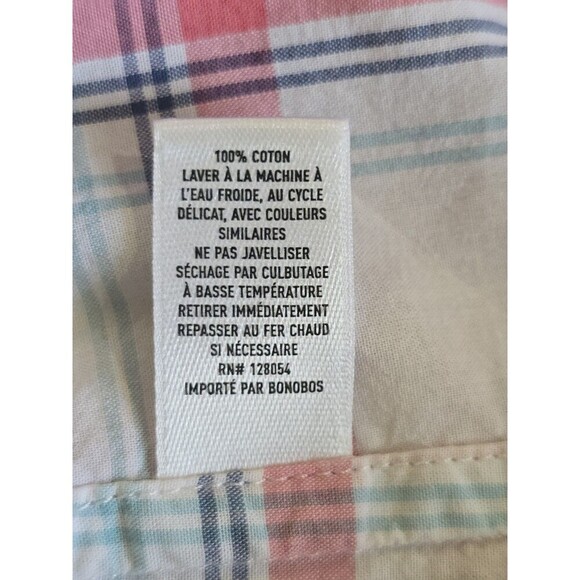 100% COTON
LAVER À LA MACHINE À
L'EAU FROIDE, AU CYCLE
DÉLICAT, AVEC COULEURS
SIMILAIRES
NE PAS JAVELLISER
SÉCHAGE PAR CULBUTAGE
À BASSE TEMPÉRATURE
RETIRER IMMÉDIATEMENT
REPASSER AU FER CHAUD
SI NÉCESSAIRE
RN# 128054
IMPORTÉ PAR BONOBOS